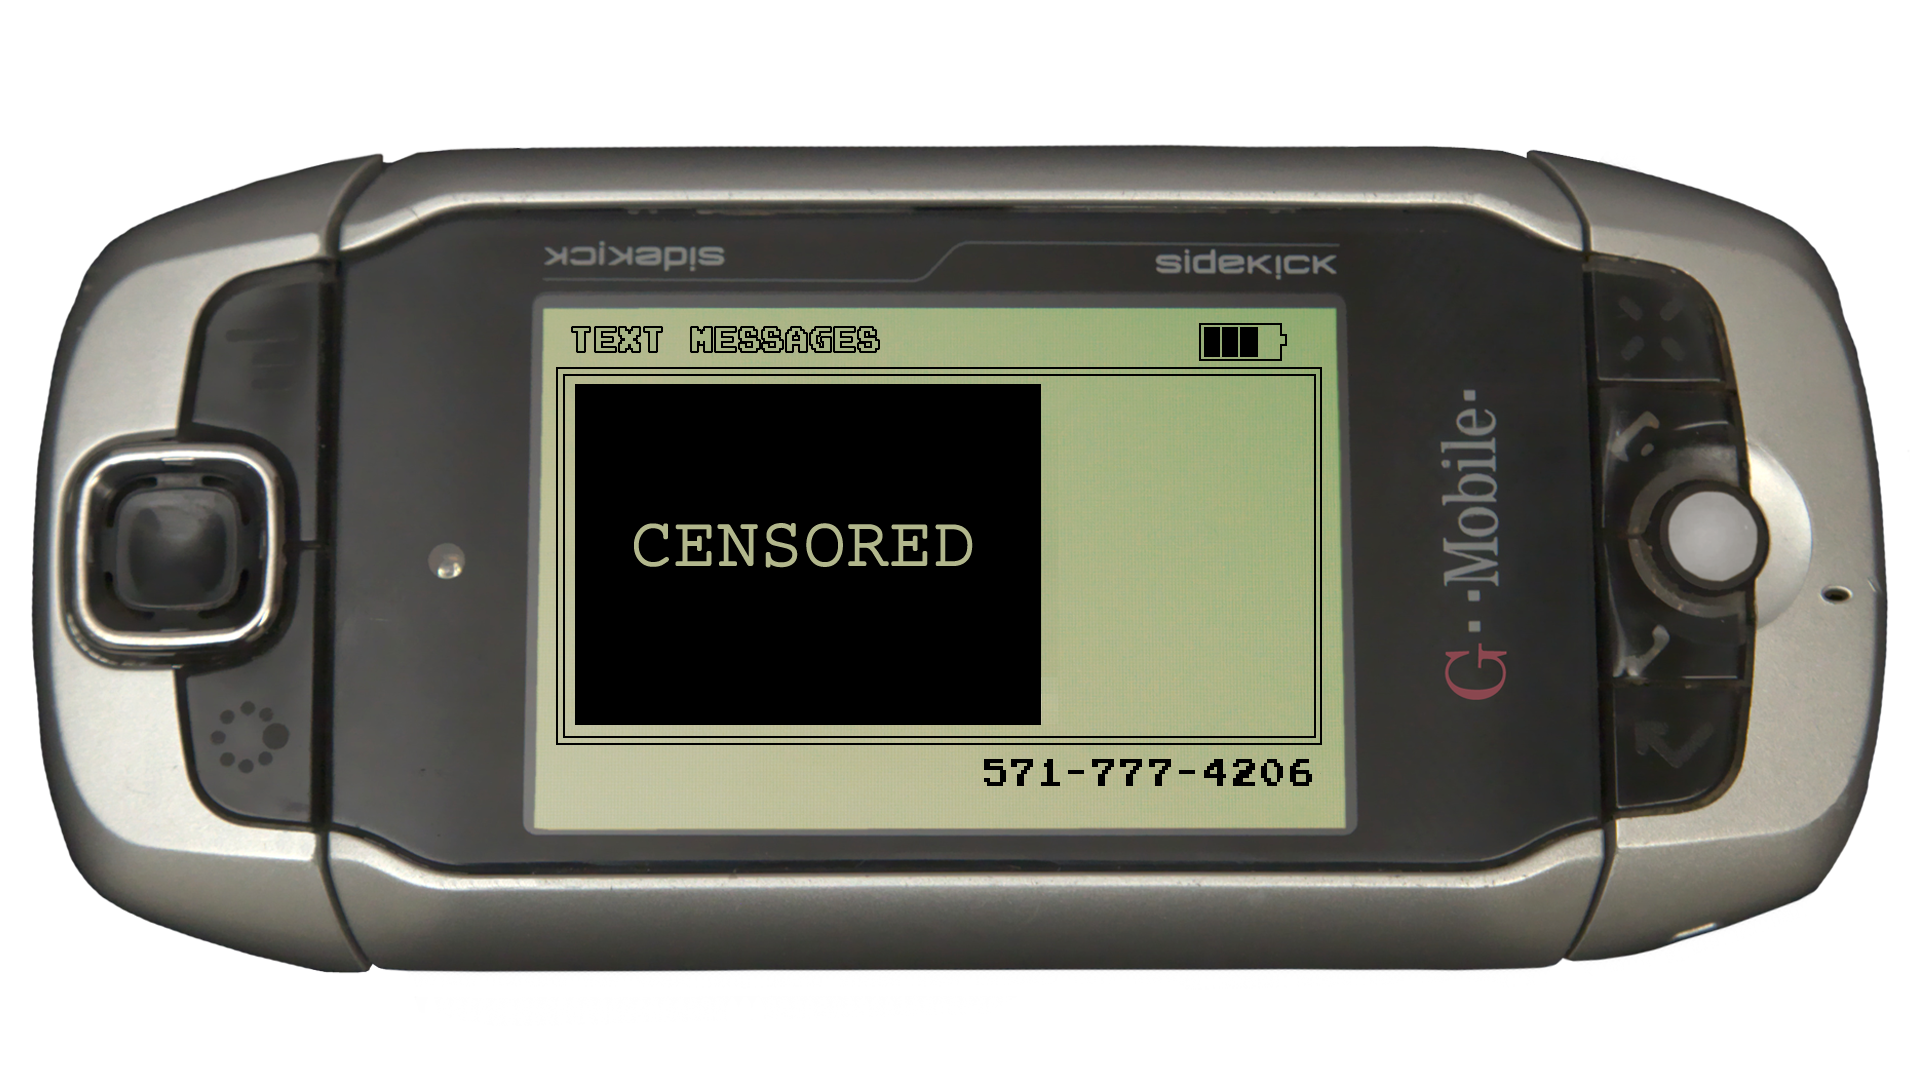 sidekick
sidekick
TEXT MESSAGES
CENSORED
571-777-4206
G··Mobile·